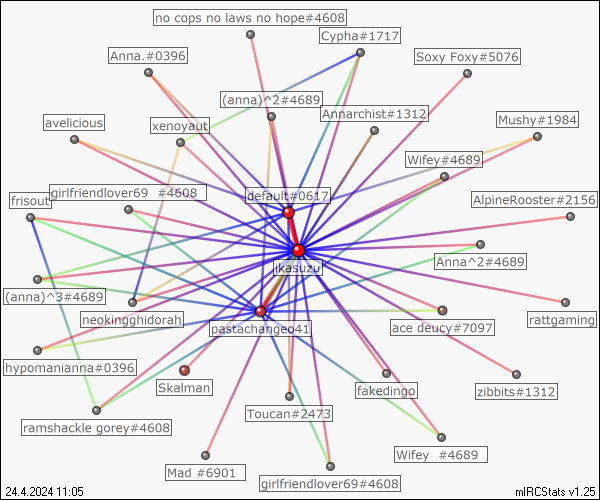 no cops no laws no hope#4608
Cypha#1717
Anna.#0396
Soxy Foxy#5076
(anna)^2#4689
Annarchist#1312
Mushy#1984
avelicious
xenoyaut
Wifey#4689
girlfriendlover69 #4608
default#0617
frisout
AlpineRooster#2156
Anna^2#4689
ikasuzu
(anna)^3#4689
neokingghidorah
pastachangeo41
ace deucy#7097
rattgaming
hypomanianna#0396
Skalman
fakedingo
zibbits#1312
Toucan#2473
ramshackle gorey#4608
Wifey #4689
Mad #6901
girlfriendlover69#4608
24.4.2024 11:05
mIRCStats v1.25